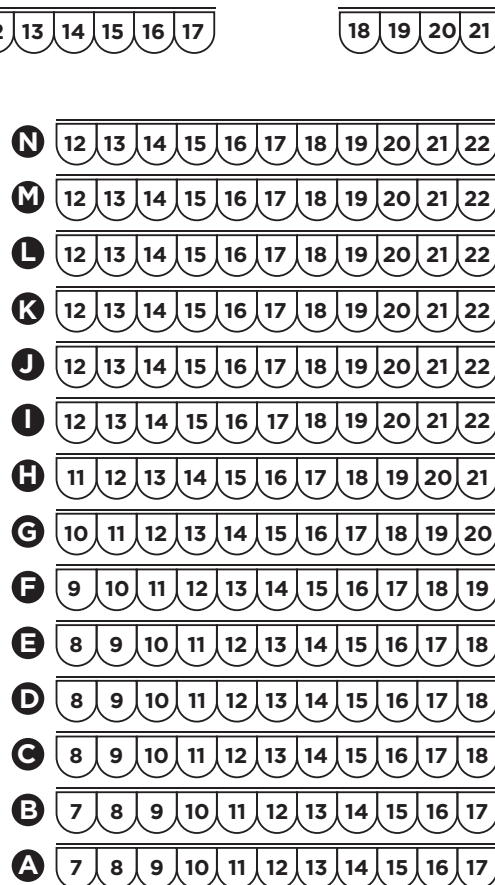 13 14 15 16 17 18 19 20 21
N 12 13 14 15 16 17 18 19 20 21 22
M 12 13 14 15 16 17 18 19 20 21 22
L 12 13 14 15 16 17 18 19 20 21 22
K 12 13 14 15 16 17 18 19 20 21 22
J 12 13 14 15 16 17 18 19 20 21 22
I 12 13 14 15 16 17 18 19 20 21 22
H 11 12 13 14 15 16 17 18 19 20 21
G 10 11 12 13 14 15 16 17 18 19 20
F 9 10 11 12 13 14 15 16 17 18 19
E 8 9 10 11 12 13 14 15 16 17 18
D 8 9 10 11 12 13 14 15 16 17 18
C 8 9 10 11 12 13 14 15 16 17 18
B 7 8 9 10 11 12 13 14 15 16 17
A 7 8 9 10 11 12 13 14 15 16 17